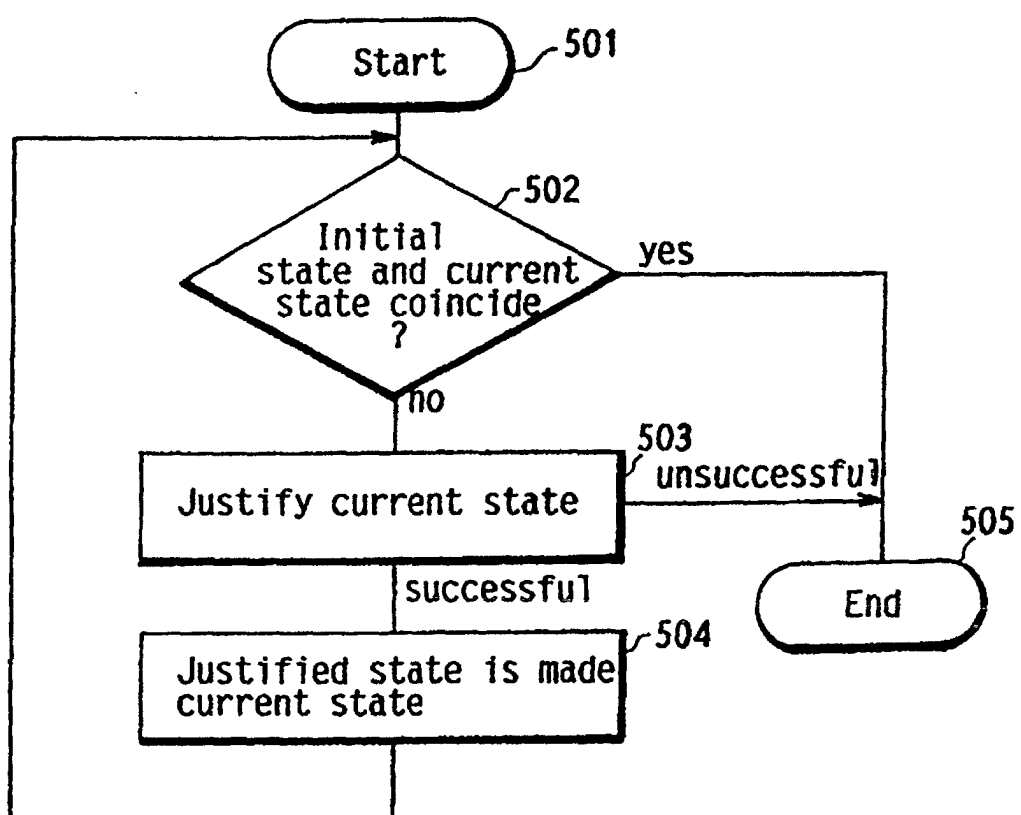 Start
501
502
Initial
state and current
state coincide
?
yes
no
503
Justify current state
unsuccessful
505
successful
End
504
Justified state is made
current state